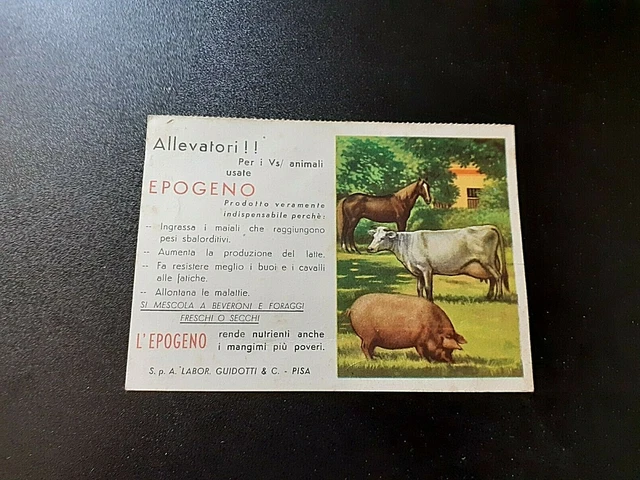 Allevatori!!
Per i Vs/ animali
usate
EPOGENO
Prodotto veramente
indispensabile perchè:
-- Ingrassa i maiali che raggiungono
pesi sbalorditivi.
-- Aumenta la produzione del latte.
-- Fa resistere meglio i buoi e i cavalli
alle fatiche.
-- Allontana le malattie.
SI MESCOLA A BEVERONI E FORAGGI
FRESCHI O SECCHI
L'EPOGENO rende nutrienti anche
i mangimi più poveri.
S. p. A. LABOR. GUIDOTTI & C. - PISA